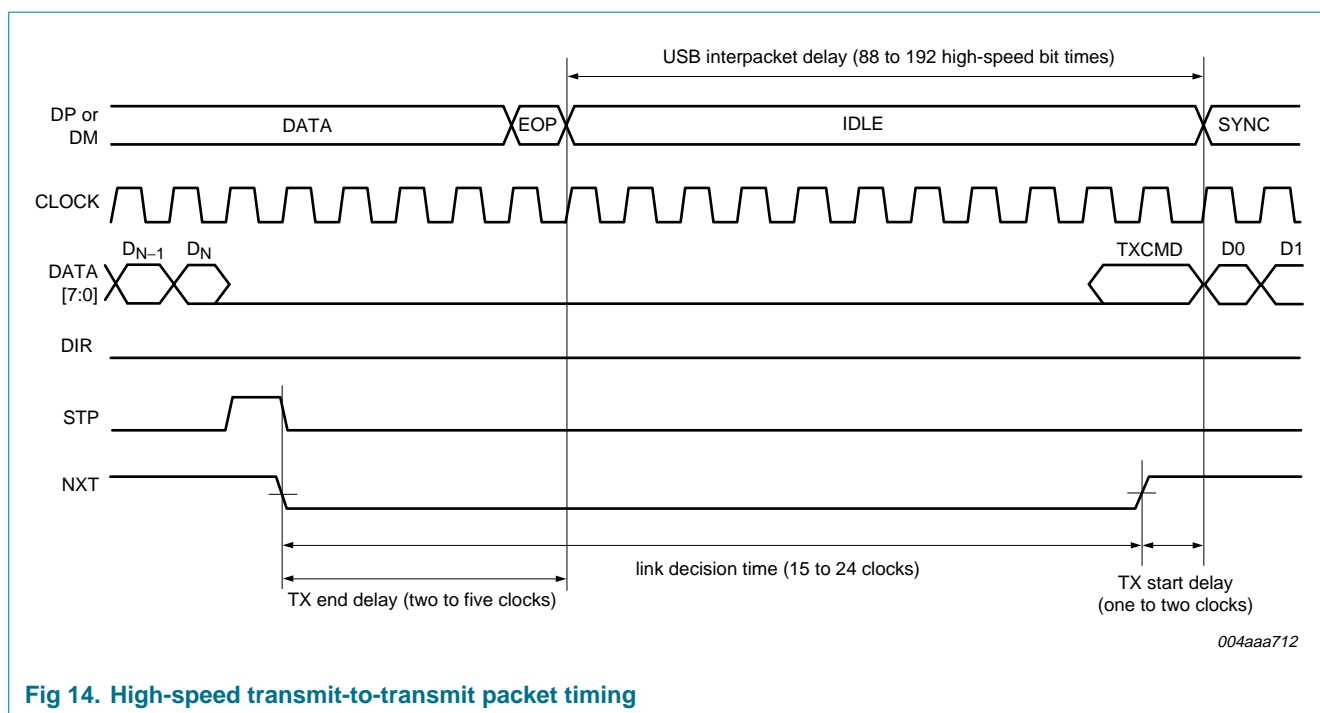 USB interpacket delay (88 to 192 high-speed bit times)
DP or
DM
DATA
EOP
IDLE
SYNC
CLOCK
DN−1
DN
TXCMD
D0
D1
DATA
[7:0]
DIR
STP
NXT
link decision time (15 to 24 clocks)
TX end delay (two to five clocks)
TX start delay
(one to two clocks)
004aaa712
Fig 14. High-speed transmit-to-transmit packet timing